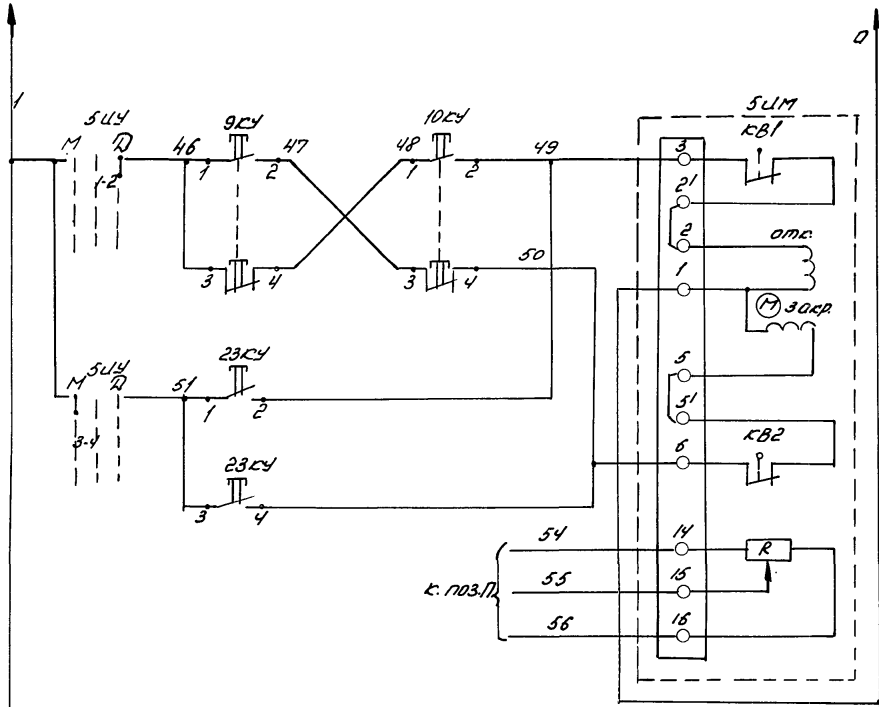 0
1
5ИМ
5ИУ
9КУ
10КУ
КВ1
М Д
46
47
48
49
3
1-2
1 2
1 2
2'
отк.
2
3 4
3 4
50
1
М
закр.
5ИУ
23КУ
М Д
51
5
1 2
5'
3-4
КВ2
6
23КУ
3 4
54
14
R
к. поз.П
55
15
56
16